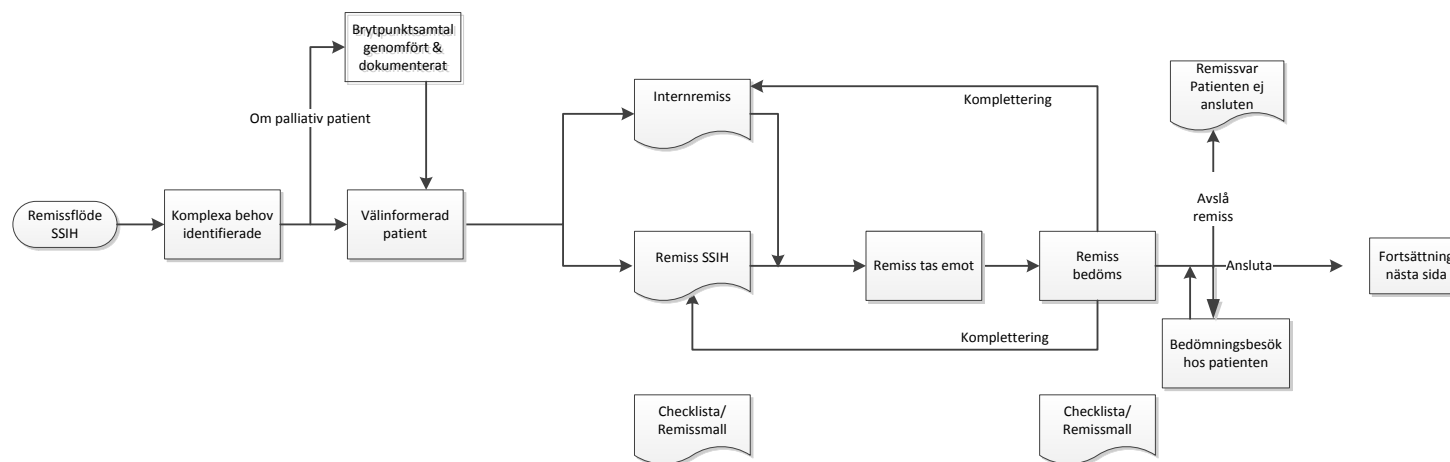 Brytpunktsamtal
genomfört &
dokumenterat
Om palliativ patient
Remissflöde
SSIH
Komplexa behov
identifierade
Välinformerad
patient
Internremiss
Komplettering
Remissvar
Patienten ej
ansluten
Remiss SSIH
Remiss tas emot
Remiss
bedöms
Avslå
remiss
Ansluta
Fortsättning
nästa sida
Komplettering
Bedömningsbesök
hos patienten
Checklista/
Remissmall
Checklista/
Remissmall